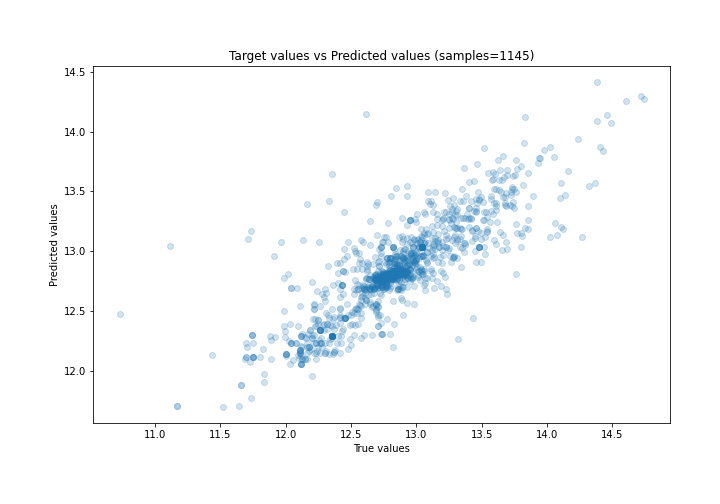 Target values vs Predicted values (samples=1145)
14.5
14.0
13.5
13.0
12.5
12.0
Predicted values
11.0 11.5 12.0 12.5 13.0 13.5 14.0 14.5
True values